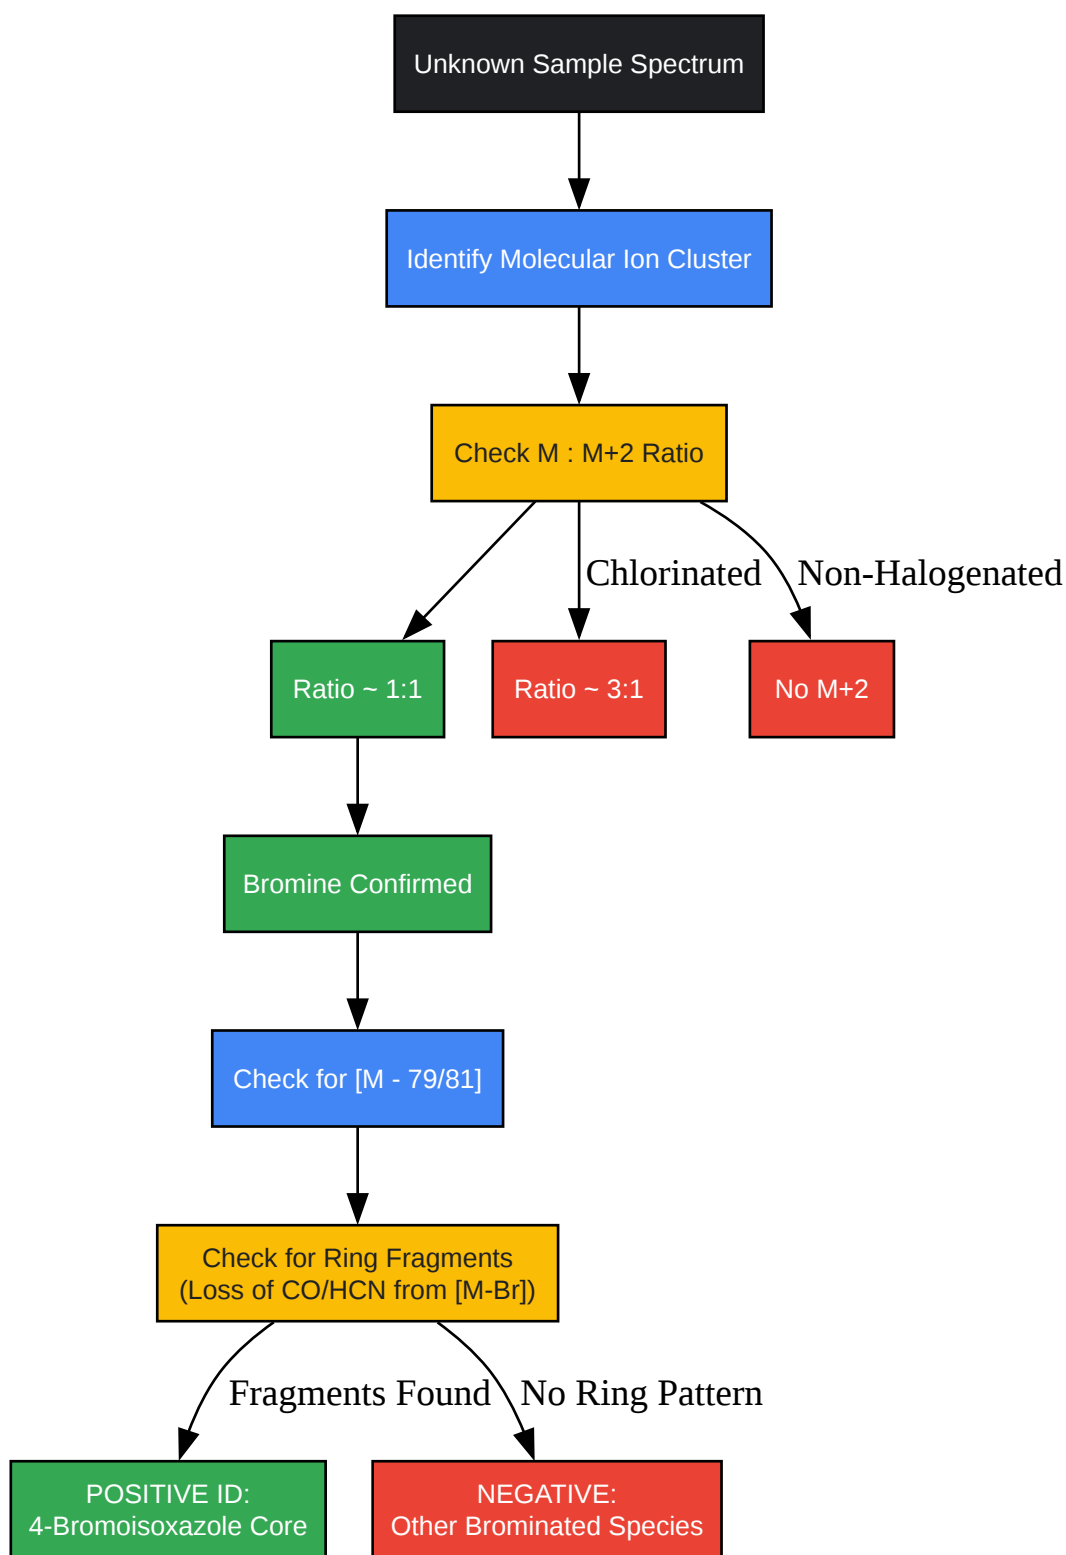 Unknown Sample Spectrum
Identify Molecular Ion Cluster
Check M : M+2 Ratio
Chlorinated
Non-Halogenated
Ratio ~ 1:1
Ratio ~ 3:1
No M+2
Bromine Confirmed
Check for [M - 79/81]
Check for Ring Fragments
(Loss of CO/HCN from [M-Br])
Fragments Found
No Ring Pattern
POSITIVE ID:
4-Bromoisoxazole Core
NEGATIVE:
Other Brominated Species